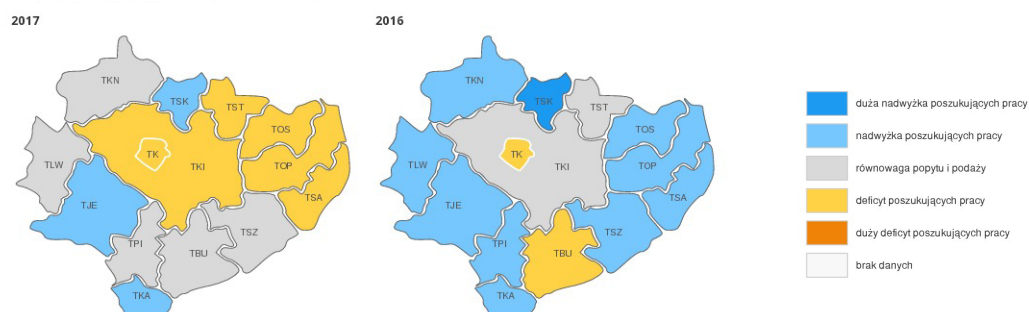 2017
TKN
TSK
TST
TOS
TK
TKI
TOP
TLW
TSA
TJE
TSZ
TPI
TBU
TKA
2016
TKN
TSK
TST
TOS
TK
TKI
TOP
TLW
TSA
TJE
TSZ
TPI
TBU
TKA
duża nadwyżka poszukujących pracy
nadwyżka poszukujących pracy
równowaga popytu i podaży
deficyt poszukujących pracy
duży deficyt poszukujących pracy
brak danych